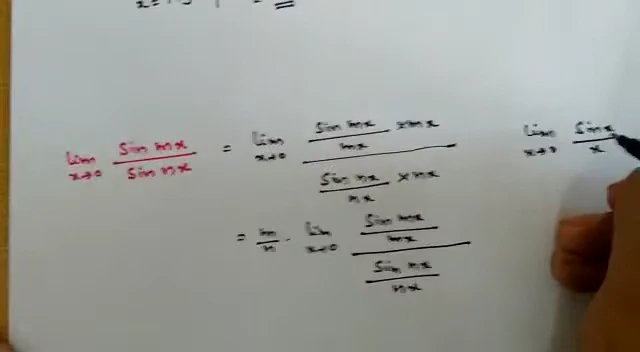 lim x→0 sin mx / sin nx = lim x→0 (sin mx / mx × mx) / (sin nx / nx × nx)
lim x→0 sin x / x
= m/n · lim x→0 (sin mx / mx) / (sin nx / nx)